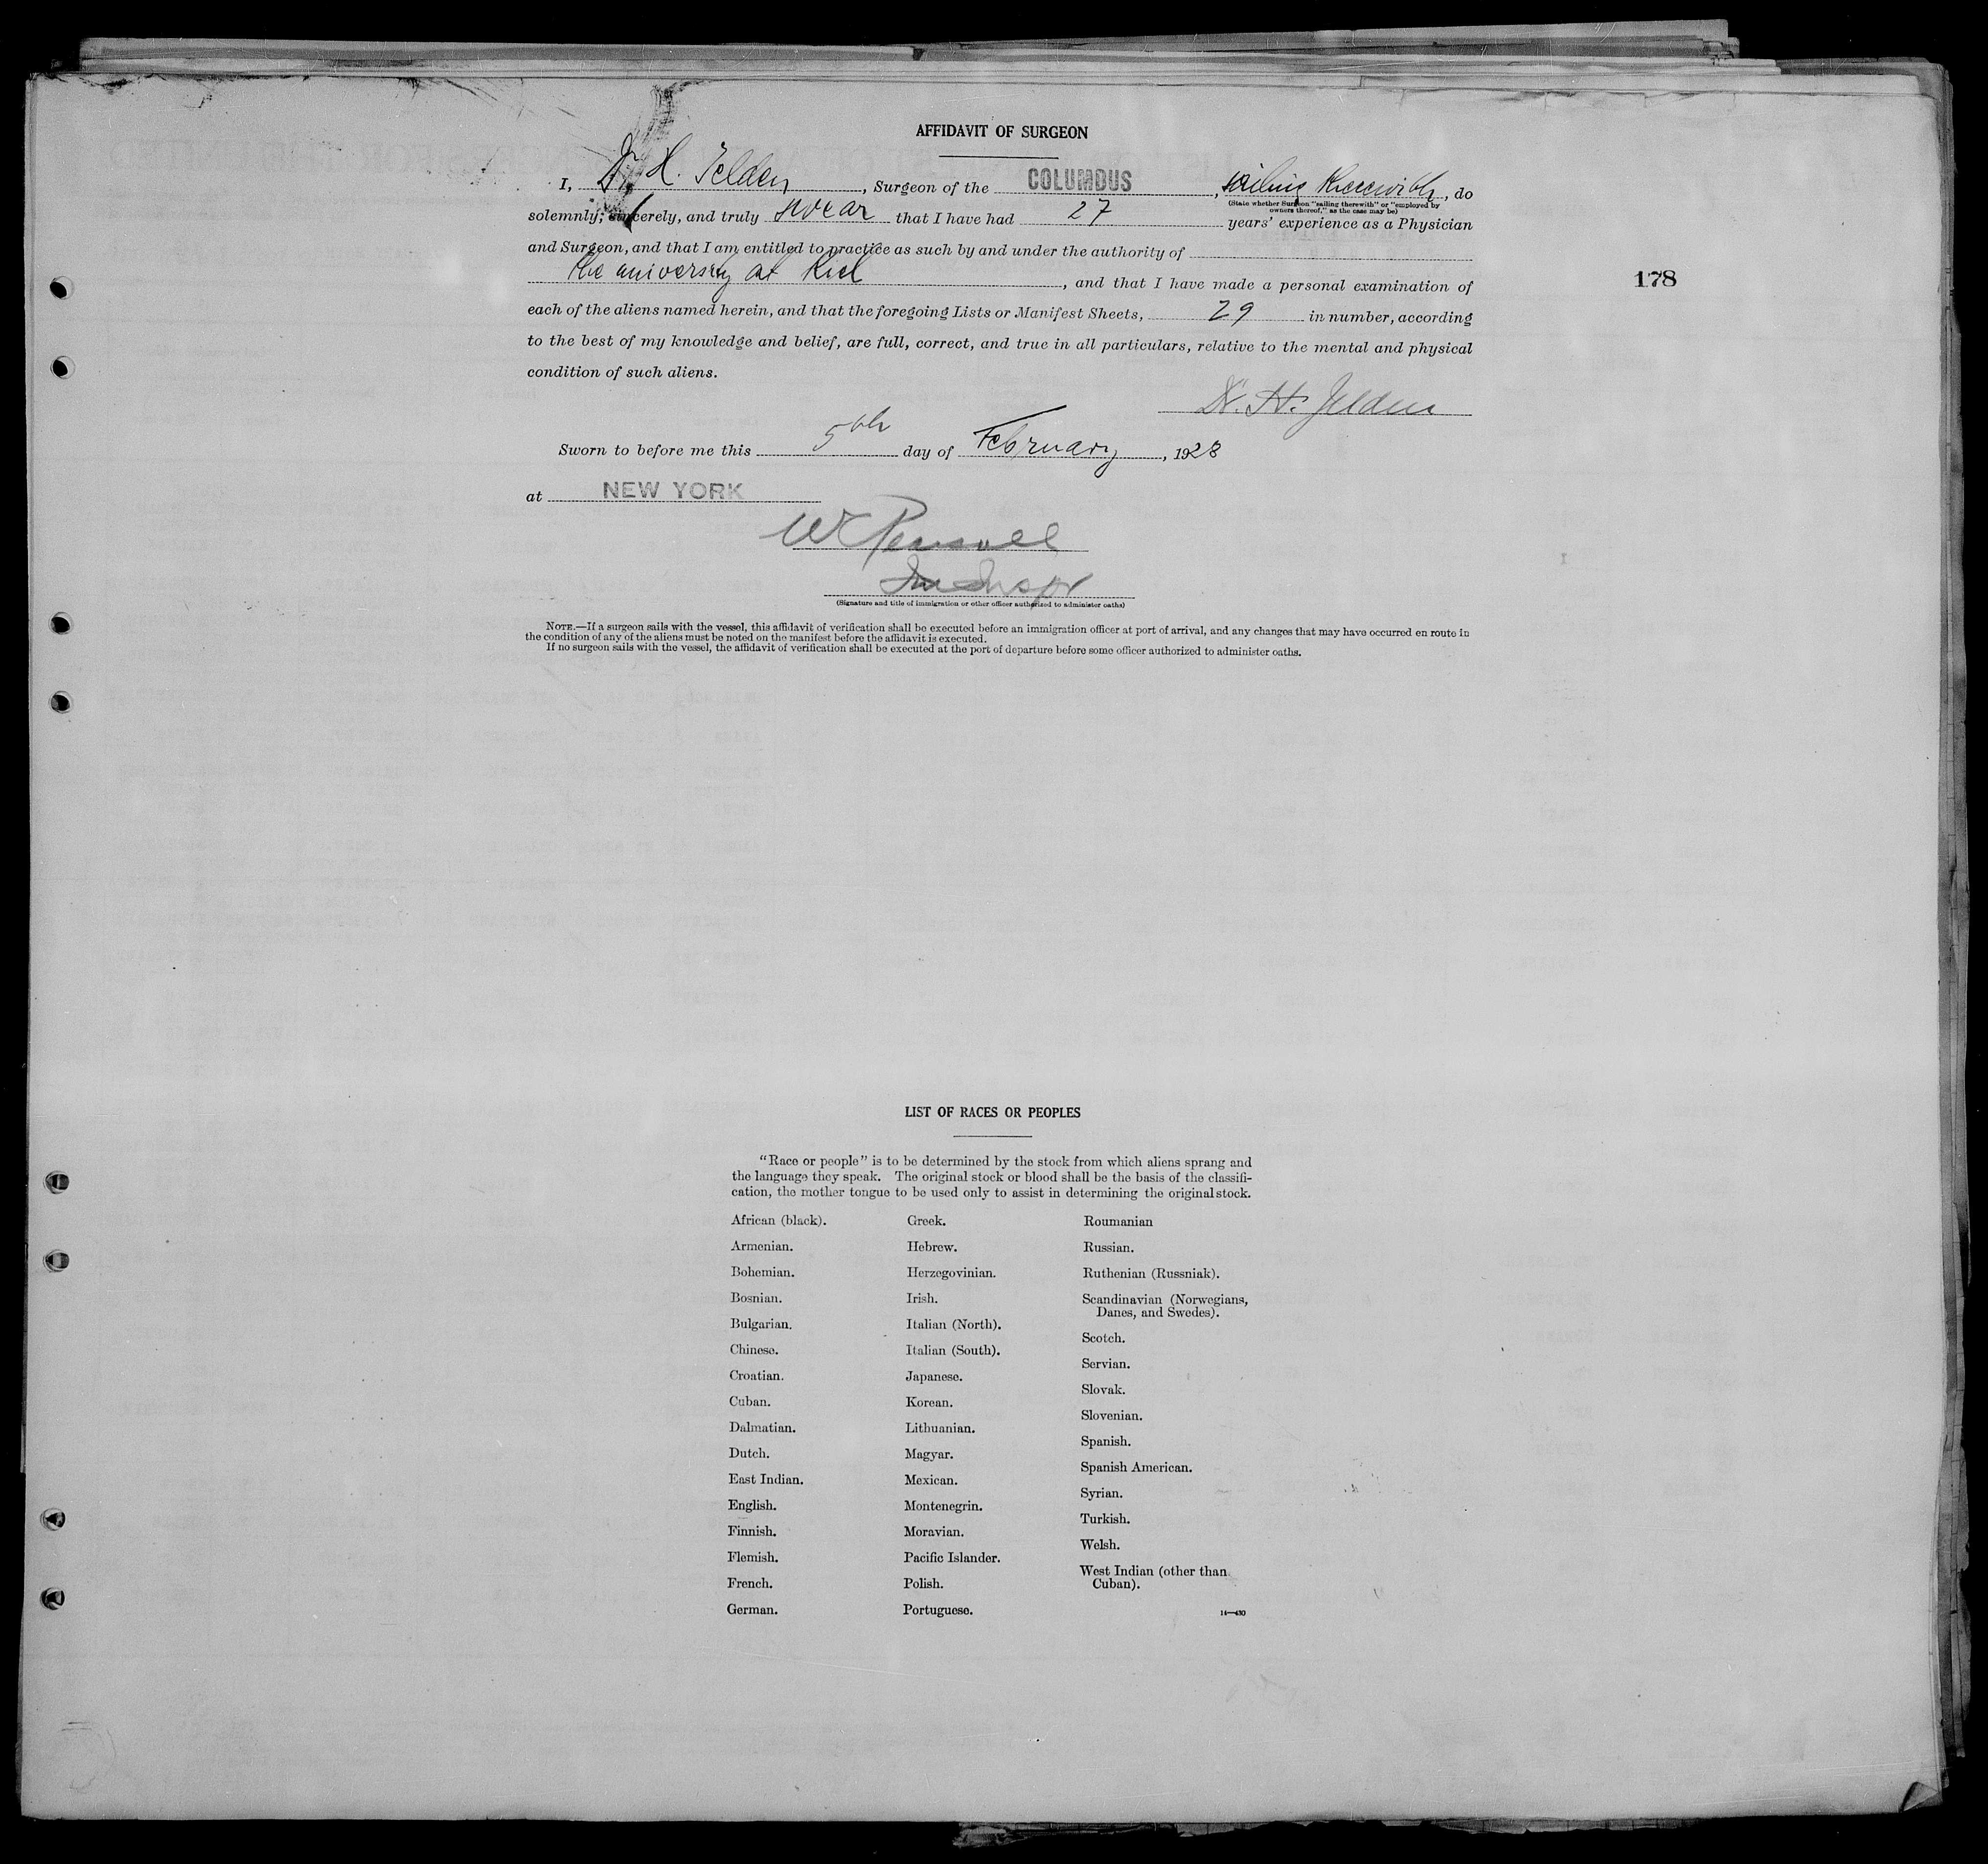 AFFIDAVIT OF SURGEON
I, Dr. H. Jelden, Surgeon of the COLUMBUS, sailing therewith, do
(State whether Surgeon "sailing therewith" or "employed by
owners thereof," as the case may be)
solemnly, sincerely, and truly swear that I have had 27 years' experience as a Physician
and Surgeon, and that I am entitled to practice as such by and under the authority of
the university at Kiel, and that I have made a personal examination of
178
each of the aliens named herein, and that the foregoing Lists or Manifest Sheets, 29 in number, according
to the best of my knowledge and belief, are full, correct, and true in all particulars, relative to the mental and physical
condition of such aliens.
Dr. H. Jelden
Sworn to before me this 5th day of February, 1928
at NEW YORK
(Signature and title of immigration or other officer authorized to administer oaths)
NOTE.—If a surgeon sails with the vessel, this affidavit of verification shall be executed before an immigration officer at port of arrival, and any changes that may have occurred en route in
the condition of any of the aliens must be noted on the manifest before the affidavit is executed.
If no surgeon sails with the vessel, the affidavit of verification shall be executed at the port of departure before some officer authorized to administer oaths.
LIST OF RACES OR PEOPLES
"Race or people" is to be determined by the stock from which aliens sprang and
the language they speak. The original stock or blood shall be the basis of the classifi-
cation, the mother tongue to be used only to assist in determining the original stock.
African (black).
Armenian.
Bohemian.
Bosnian.
Bulgarian.
Chinese.
Croatian.
Cuban.
Dalmatian.
Dutch.
East Indian.
English.
Finnish.
Flemish.
French.
German.
Greek.
Hebrew.
Herzegovinian.
Irish.
Italian (North).
Italian (South).
Japanese.
Korean.
Lithuanian.
Magyar.
Mexican.
Montenegrin.
Moravian.
Pacific Islander.
Polish.
Portuguese.
Roumanian
Russian.
Ruthenian (Russniak).
Scandinavian (Norwegians,
Danes, and Swedes).
Scotch.
Servian.
Slovak.
Slovenian.
Spanish.
Spanish American.
Syrian.
Turkish.
Welsh.
West Indian (other than
Cuban).
14—430